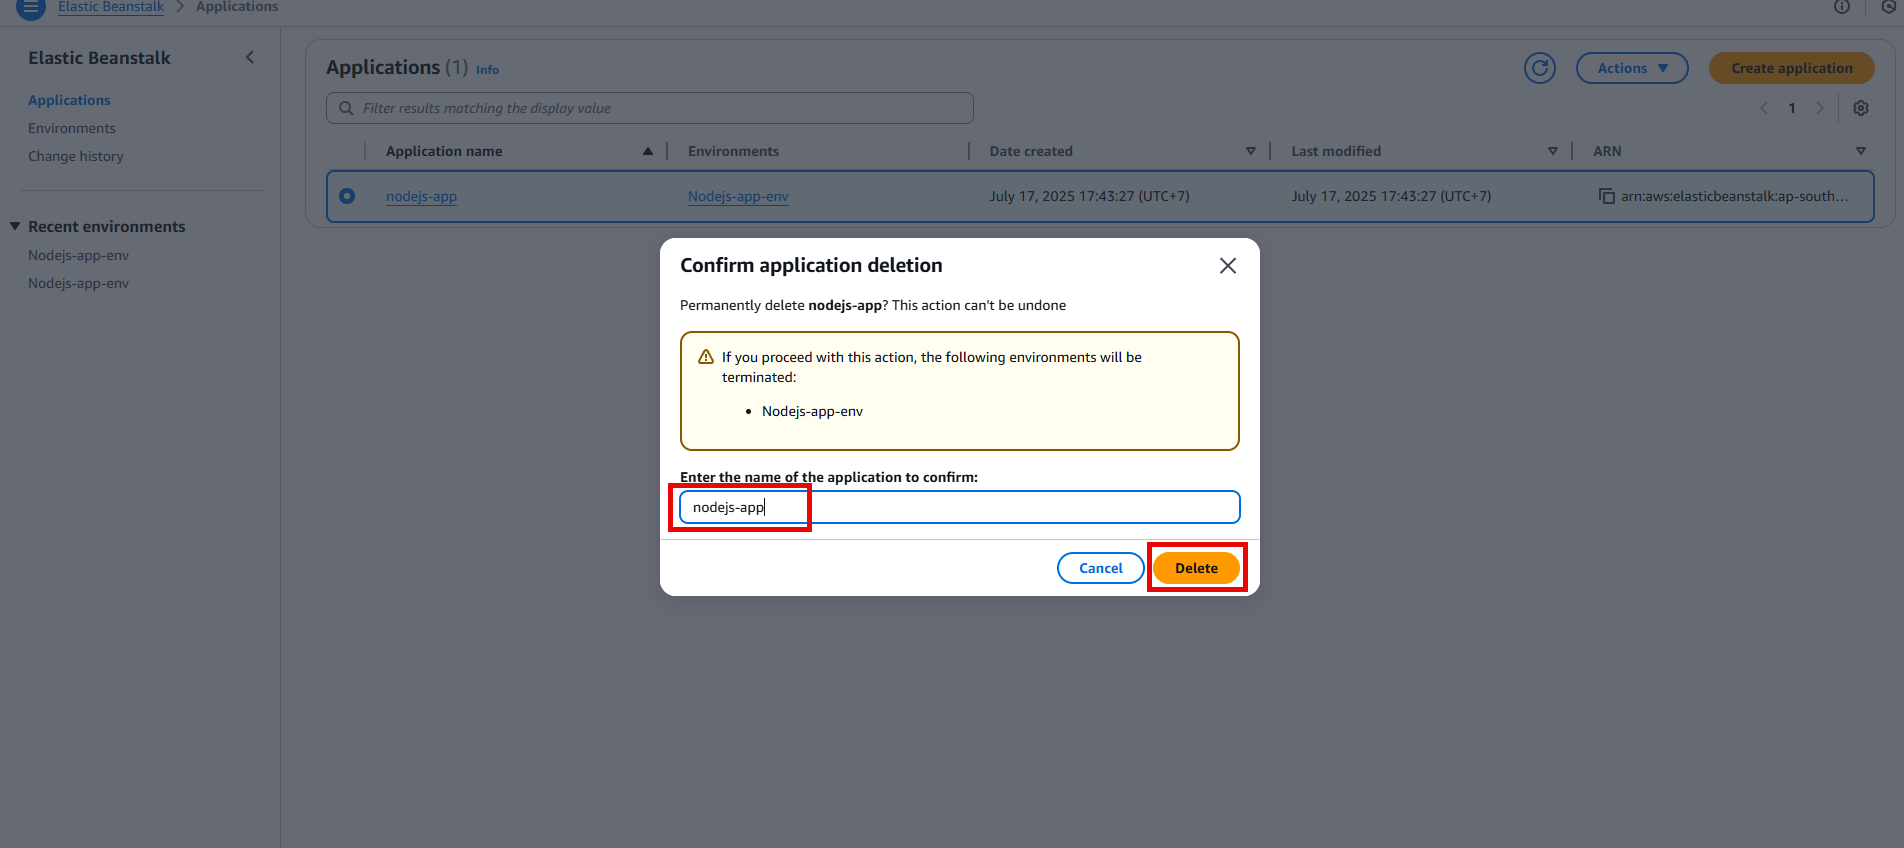 Elastic Beanstalk > Applications
Elastic Beanstalk
Applications
Environments
Change history
Recent environments
Nodejs-app-env
Nodejs-app-env
Applications (1) Info
Actions
Create application
Filter results matching the display value
1
Application name Environments Date created Last modified ARN
nodejs-app Nodejs-app-env July 17, 2025 17:43:27 (UTC+7) July 17, 2025 17:43:27 (UTC+7) arn:aws:elasticbeanstalk:ap-south...
Confirm application deletion
Permanently delete nodejs-app? This action can't be undone
If you proceed with this action, the following environments will be
terminated:
• Nodejs-app-env
Enter the name of the application to confirm:
nodejs-app
Cancel Delete